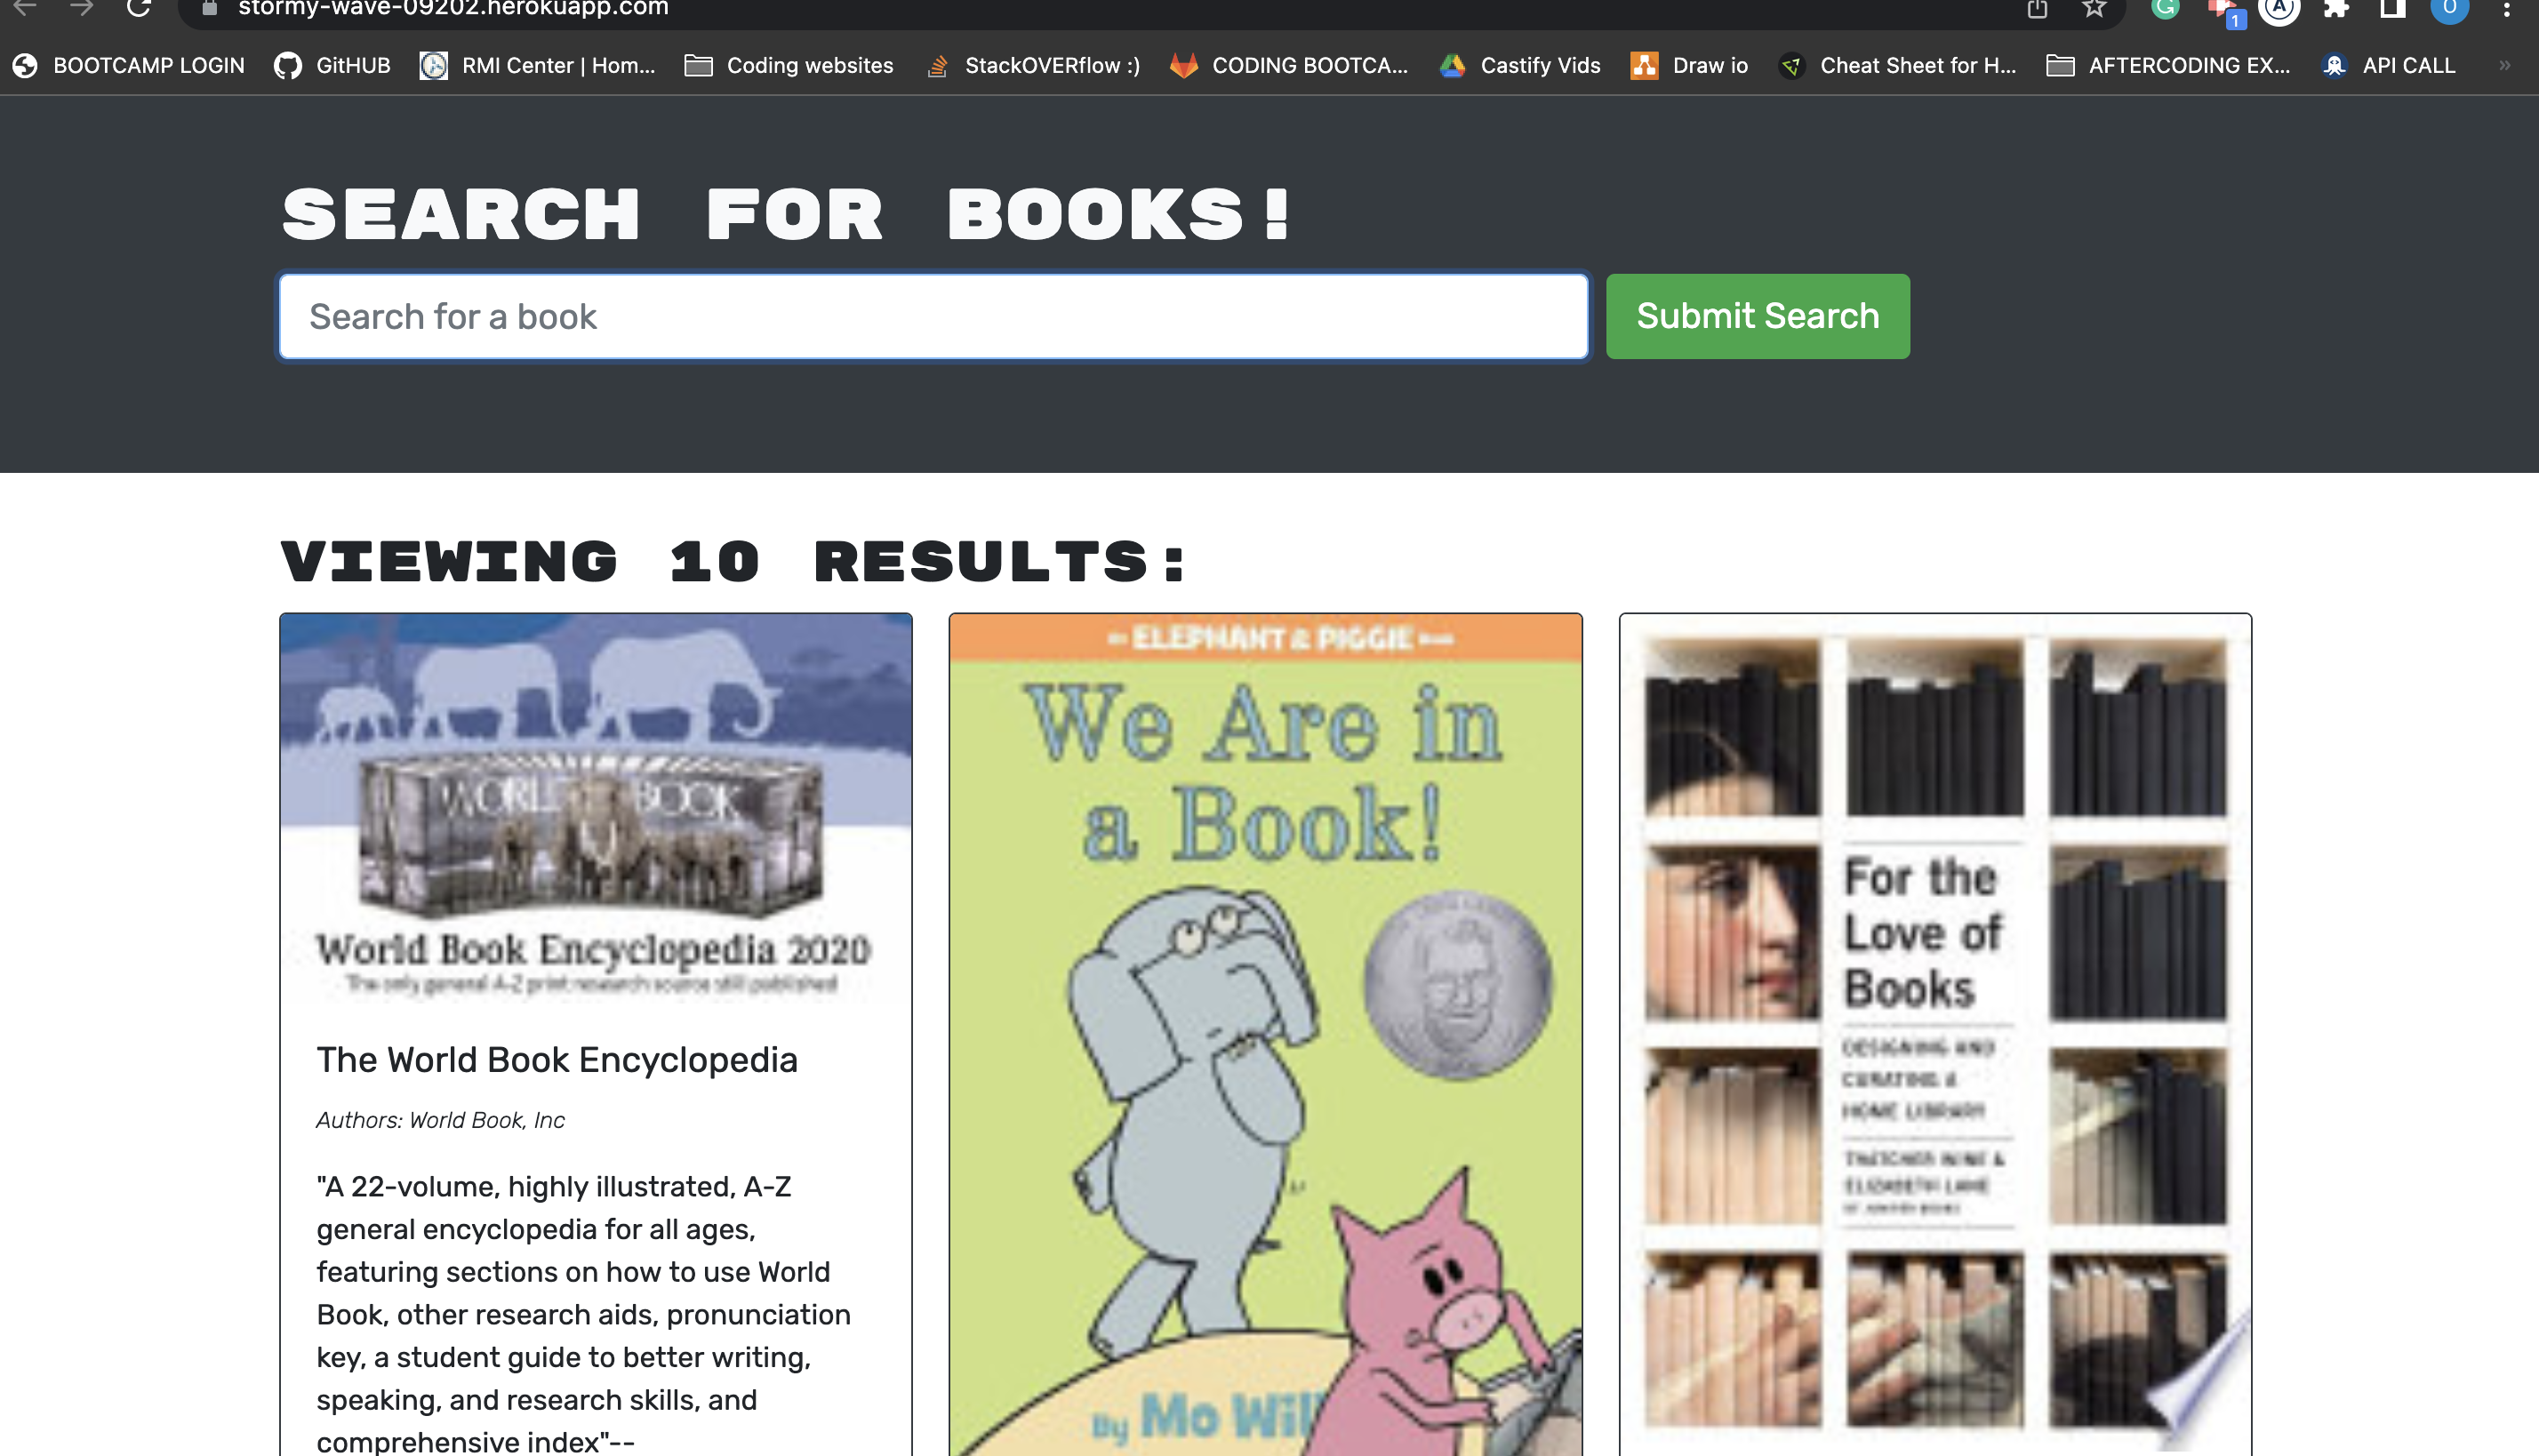 stormy-wave-09202.herokuapp.com
1
A
O
BOOTCAMP LOGIN
GitHUB
RMI Center | Hom...
Coding websites
StackOVERflow :)
CODING BOOTCA...
Castify Vids
Draw io
Cheat Sheet for H...
AFTERCODING EX...
API CALL
»
SEARCH FOR BOOKS!
Search for a book
Submit Search
VIEWING 10 RESULTS:
WORLD BOOK
World Book Encyclopedia 2020
The only general A-Z print research source still published
The World Book Encyclopedia
Authors: World Book, Inc
"A 22-volume, highly illustrated, A-Z
general encyclopedia for all ages,
featuring sections on how to use World
Book, other research aids, pronunciation
key, a student guide to better writing,
speaking, and research skills, and
comprehensive index"--
ELEPHANT & PIGGIE
We Are in
a Book!
By Mo Will
For the
Love of
Books
DESIGNING AND
CURATING A
HOME LIBRARY
THATCHER WINE &
ELIZABETH LANE
OF JUNIPER BOOKS